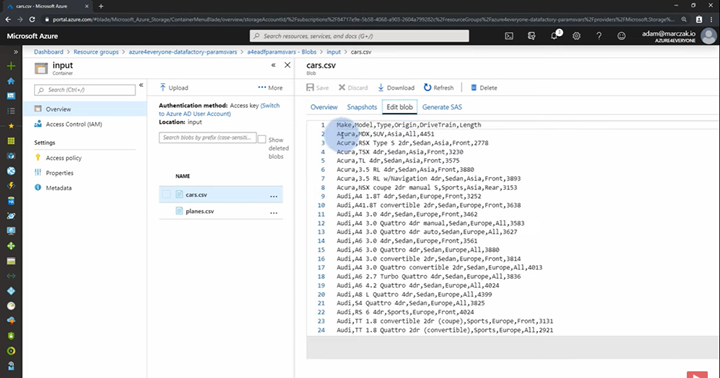 cars.csv - Microsoft Azure
Microsoft Azure
Search resources, services, and docs (G+/)
adam@marczak.io
AZURE4EVERYONE
Dashboard > Resource groups > azure4everyone-datafactory-paramsvars > a4eadfparamsvars - Blobs > input > cars.csv
input
Container
Search (Ctrl+/)
Overview
Access Control (IAM)
Settings
Access policy
Properties
Metadata
Upload
More
Authentication method: Access key (Switch
to Azure AD User Account)
Location: input
Search blobs by prefix (case-sensit...
Show
deleted
blobs
NAME
cars.csv
planes.csv
cars.csv
Blob
Save
Discard
Download
Refresh
Delete
Overview
Snapshots
Edit blob
Generate SAS
1 Make,Model,Type,Origin,DriveTrain,Length
2 Acura,MDX,SUV,Asia,All,4451
3 Acura,RSX Type S 2dr,Sedan,Asia,Front,2778
4 Acura,TSX 4dr,Sedan,Asia,Front,3230
5 Acura,TL 4dr,Sedan,Asia,Front,3575
6 Acura,3.5 RL 4dr,Sedan,Asia,Front,3880
7 Acura,3.5 RL w/Navigation 4dr,Sedan,Asia,Front,3893
8 Acura,NSX coupe 2dr manual S,Sports,Asia,Rear,3153
9 Audi,A4 1.8T 4dr,Sedan,Europe,Front,3252
10 Audi,A41.8T convertible 2dr,Sedan,Europe,Front,3638
11 Audi,A4 3.0 4dr,Sedan,Europe,Front,3462
12 Audi,A4 3.0 Quattro 4dr manual,Sedan,Europe,All,3583
13 Audi,A4 3.0 Quattro 4dr auto,Sedan,Europe,All,3627
14 Audi,A6 3.0 4dr,Sedan,Europe,Front,3561
15 Audi,A6 3.0 Quattro 4dr,Sedan,Europe,All,3880
16 Audi,A4 3.0 convertible 2dr,Sedan,Europe,Front,3814
17 Audi,A4 3.0 Quattro convertible 2dr,Sedan,Europe,All,4013
18 Audi,A6 2.7 Turbo Quattro 4dr,Sedan,Europe,All,3836
19 Audi,A6 4.2 Quattro 4dr,Sedan,Europe,All,4024
20 Audi,A8 L Quattro 4dr,Sedan,Europe,All,4399
21 Audi,S4 Quattro 4dr,Sedan,Europe,All,3825
22 Audi,RS 6 4dr,Sports,Europe,Front,4024
23 Audi,TT 1.8 convertible 2dr (coupe),Sports,Europe,Front,3131
24 Audi,TT 1.8 Quattro 2dr (convertible),Sports,Europe,All,2921